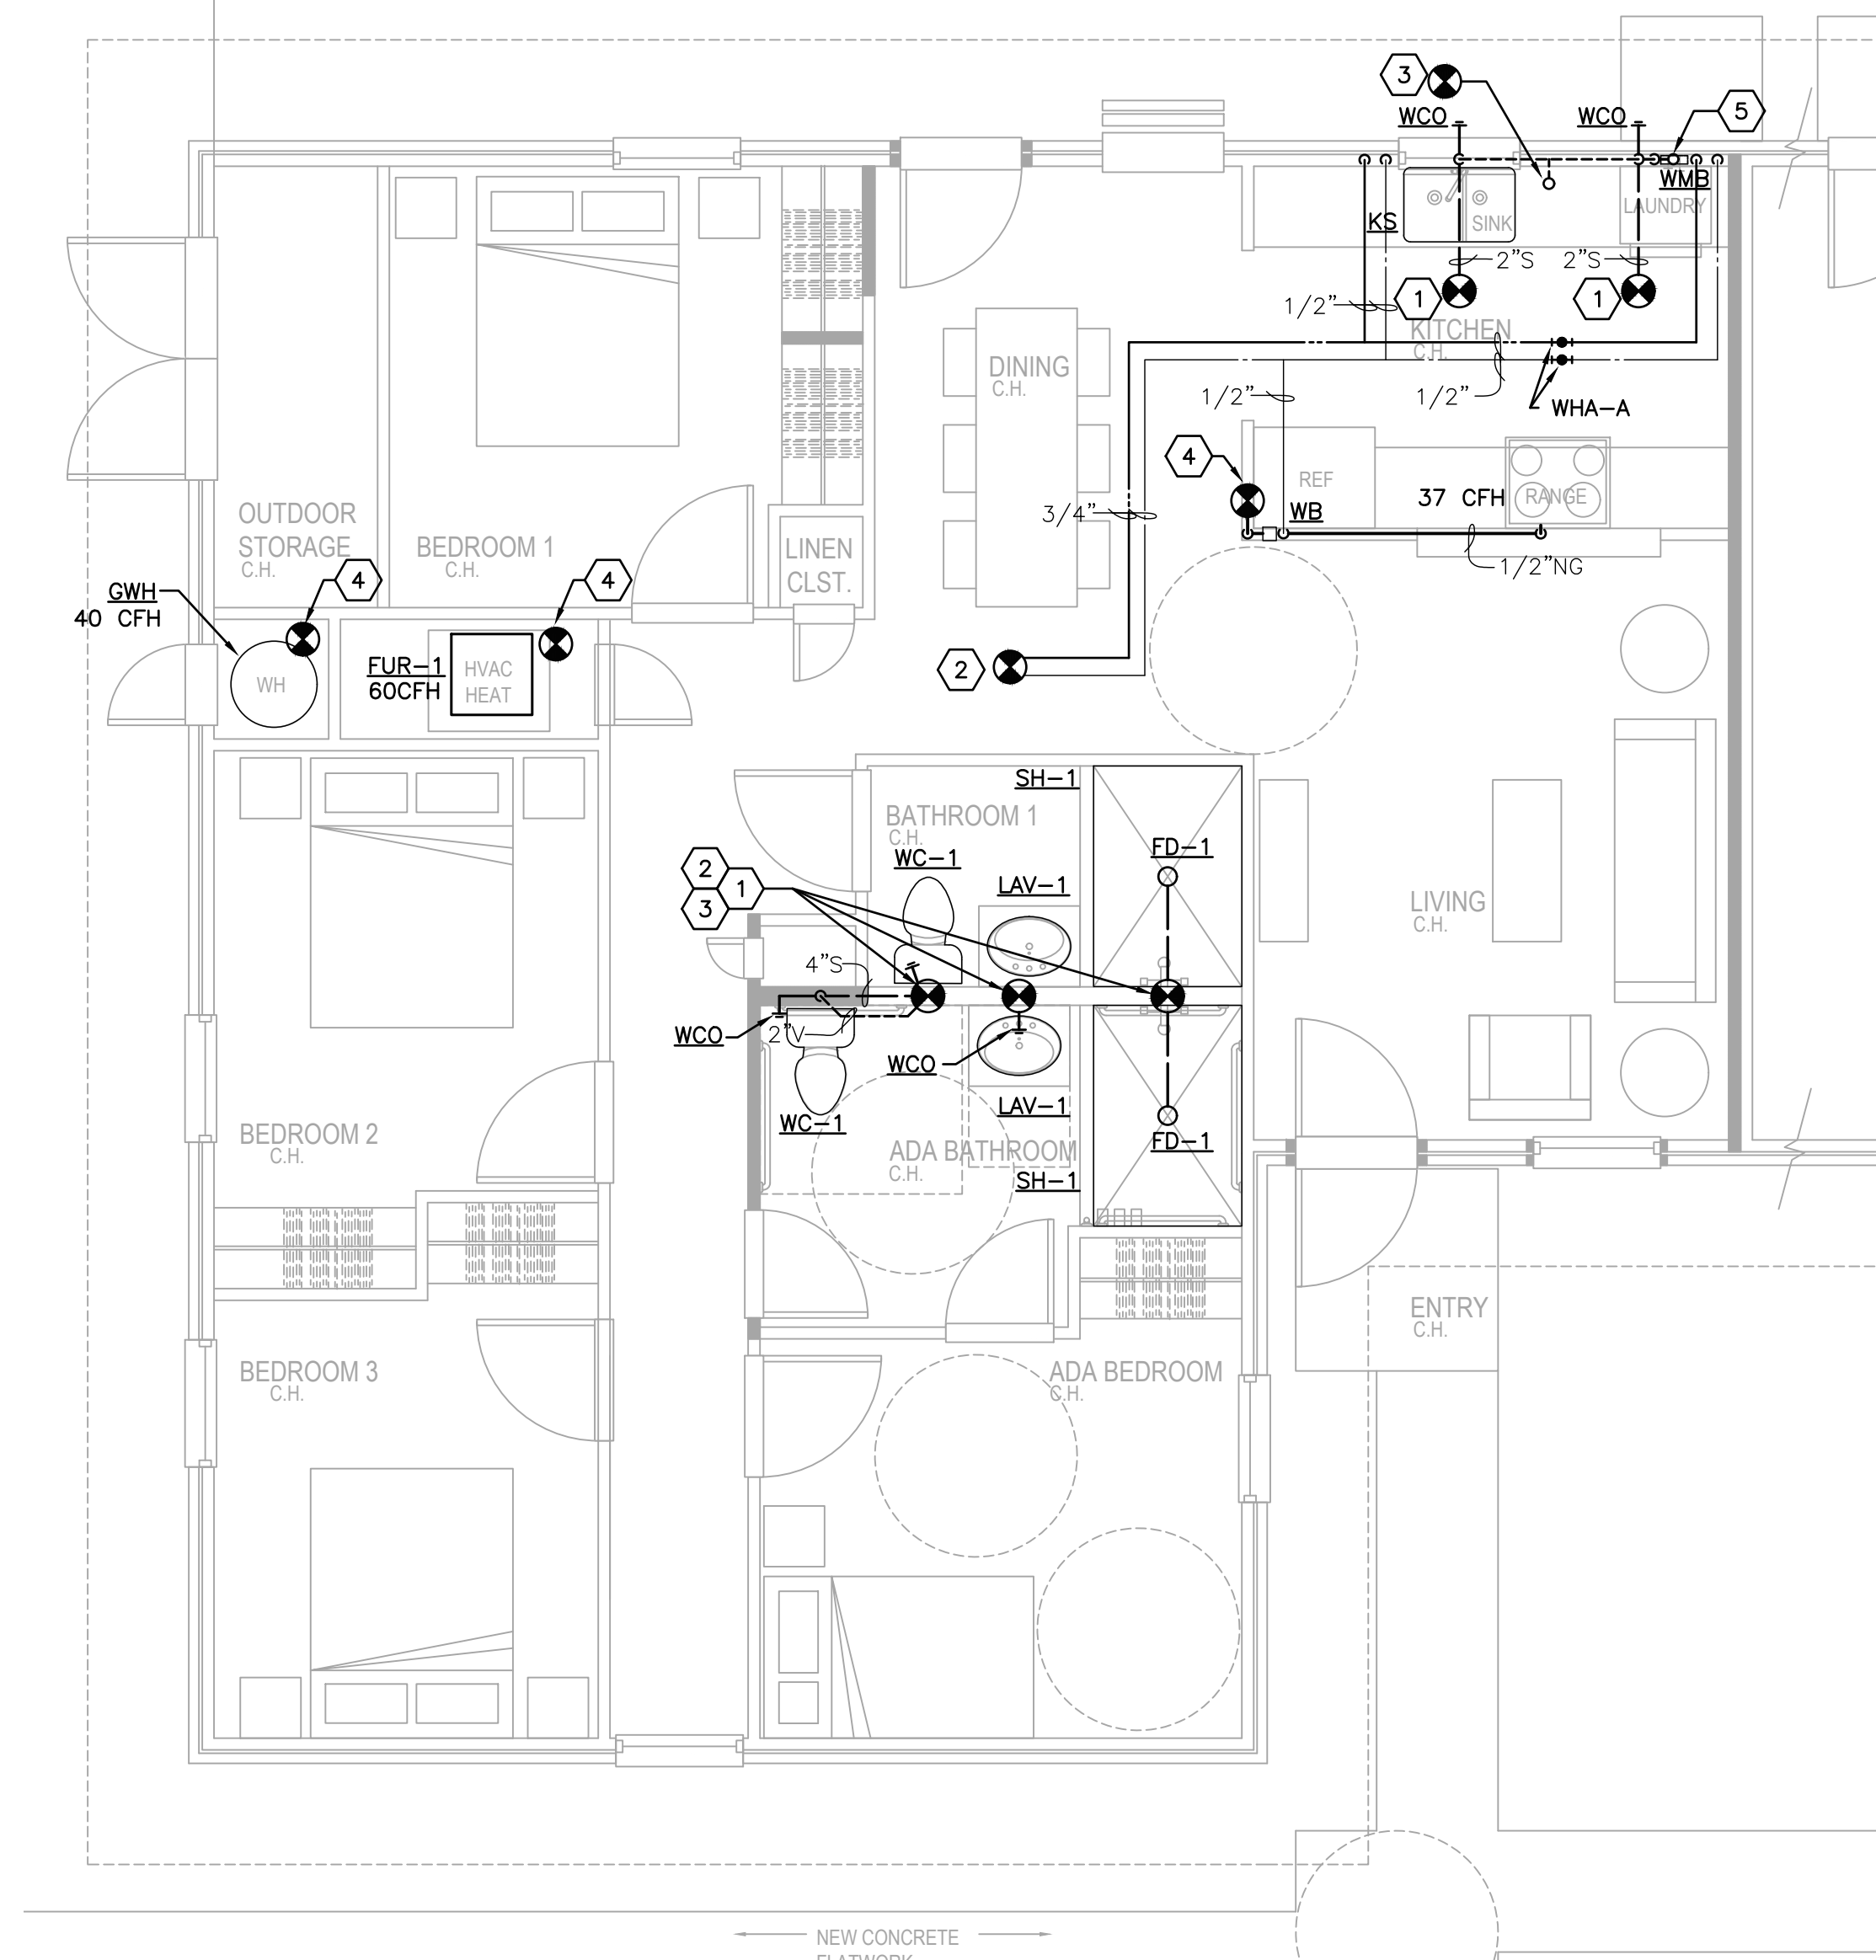 3
WCO
WCO
5
WMB
LAUNDRY
KS
SINK
2"S
2"S
1
1
1/2"
KITCHEN
C.H.
DINING
C.H.
1/2"
1/2"
WHA-A
4
REF
37 CFH
RANGE
WB
3/4"
1/2"NG
OUTDOOR
STORAGE
C.H.
BEDROOM 1
C.H.
LINEN
CLST.
4
4
GWH
40 CFH
WH
FUR-1
60CFH
HVAC
HEAT
2
SH-1
BATHROOM 1
C.H.
WC-1
FD-1
2
1
3
LAV-1
LIVING
C.H.
4"S
WCO
2"V
WCO
WC-1
LAV-1
FD-1
ADA BATHROOM
C.H.
SH-1
BEDROOM 2
C.H.
ENTRY
C.H.
BEDROOM 3
C.H.
ADA BEDROOM
C.H.
NEW CONCRETE
FLATWORK